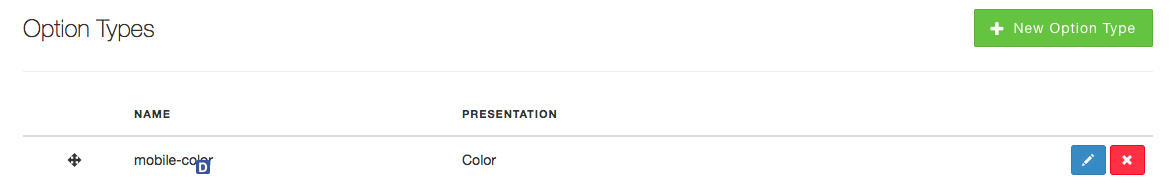 Option Types
New Option Type
NAME PRESENTATION
mobile-color Color
D